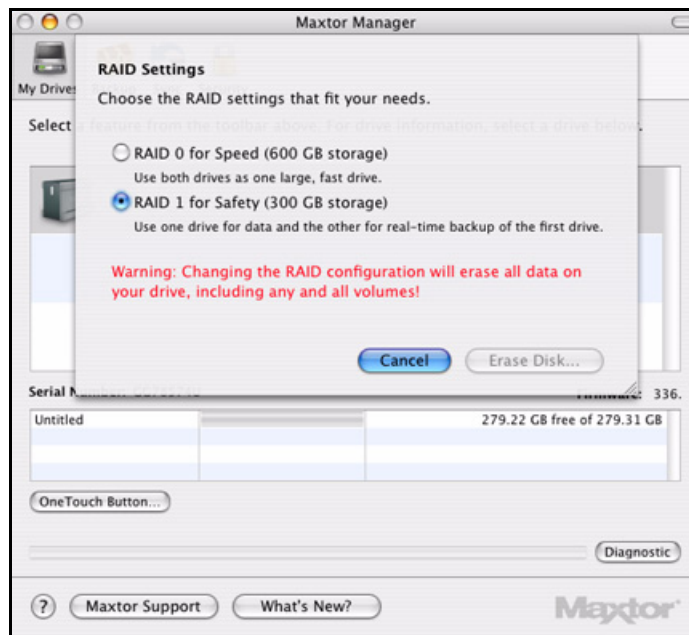 Maxtor Manager
RAID Settings
My Drives
Choose the RAID settings that fit your needs.
Select a feature from the toolbar above. For drive information, select a drive below.
RAID 0 for Speed (600 GB storage)
Use both drives as one large, fast drive.
RAID 1 for Safety (300 GB storage)
Use one drive for data and the other for real-time backup of the first drive.
Warning: Changing the RAID configuration will erase all data on
your drive, including any and all volumes!
Cancel
Erase Disk...
Serial Number: Firmware: 336.
Untitled 279.22 GB free of 279.31 GB
OneTouch Button...
Diagnostic
? Maxtor Support What's New? Maxtor